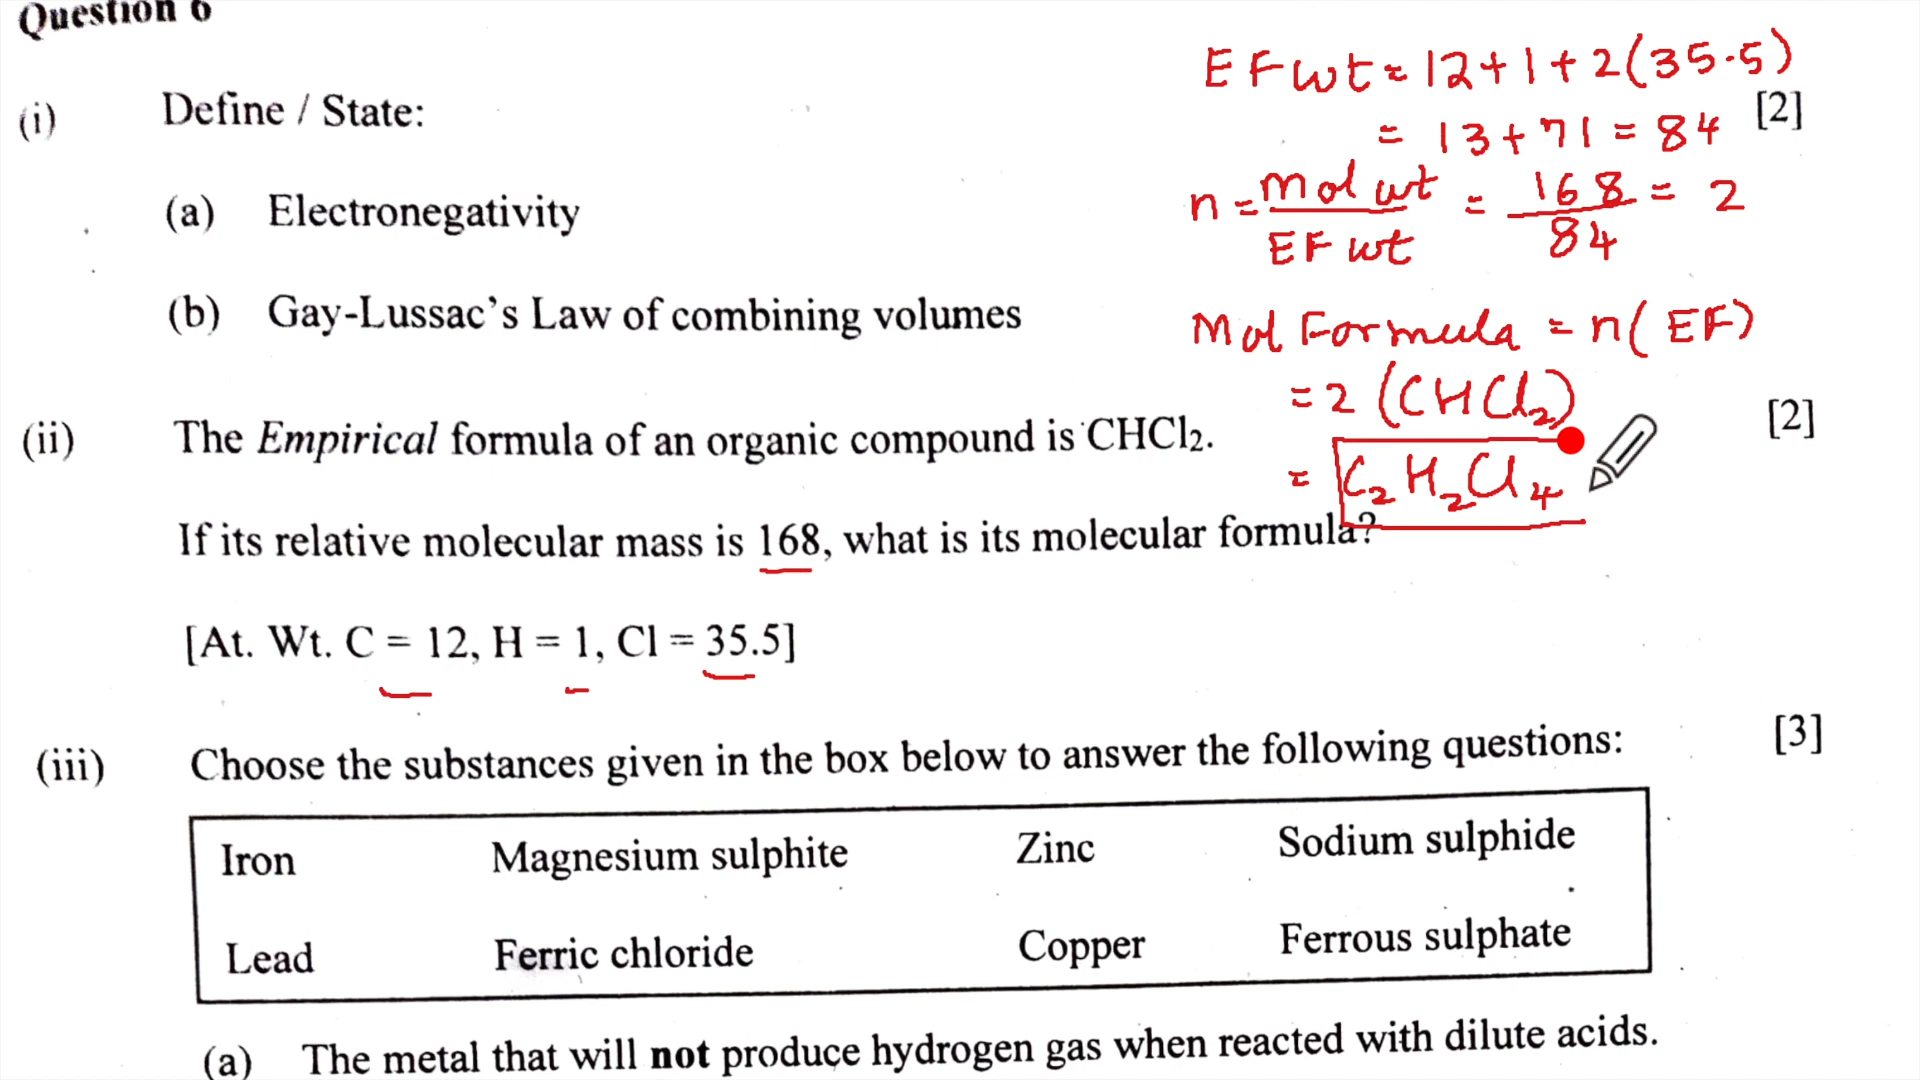 Question 6
EFwt = 12+1+2(35.5)
(i) Define / State: [2]
= 13+71 = 84
(a) Electronegativity
n = mol wt / EF wt = 168 / 84 = 2
(b) Gay-Lussac's Law of combining volumes
Mol Formula = n(EF)
= 2 (CHCl₂)
(ii) The Empirical formula of an organic compound is CHCl₂. [2]
= C₂H₂Cl₄
If its relative molecular mass is 168, what is its molecular formula?
[At. Wt. C = 12, H = 1, Cl = 35.5]
(iii) Choose the substances given in the box below to answer the following questions: [3]
Iron Magnesium sulphite Zinc Sodium sulphide
Lead Ferric chloride Copper Ferrous sulphate
(a) The metal that will not produce hydrogen gas when reacted with dilute acids.